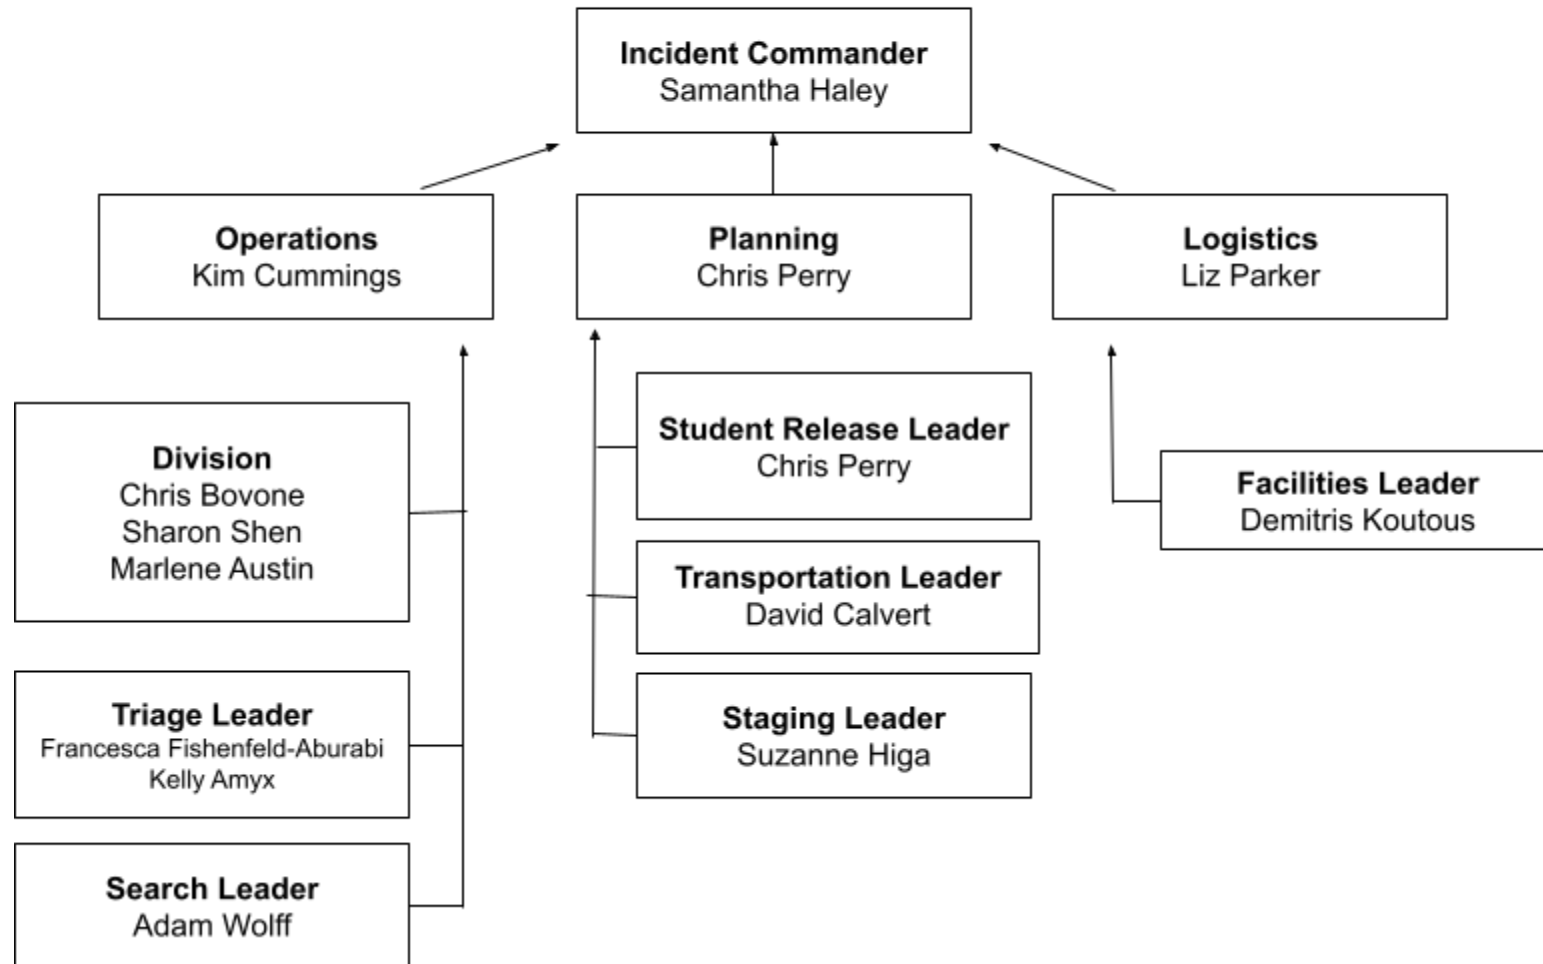 Incident Commander
Samantha Haley
Operations
Kim Cummings
Planning
Chris Perry
Logistics
Liz Parker
Division
Chris Bovone
Sharon Shen
Marlene Austin
Triage Leader
Francesca Fishenfeld-Aburabi
Kelly Amyx
Search Leader
Adam Wolff
Student Release Leader
Chris Perry
Transportation Leader
David Calvert
Staging Leader
Suzanne Higa
Facilities Leader
Demitris Koutous